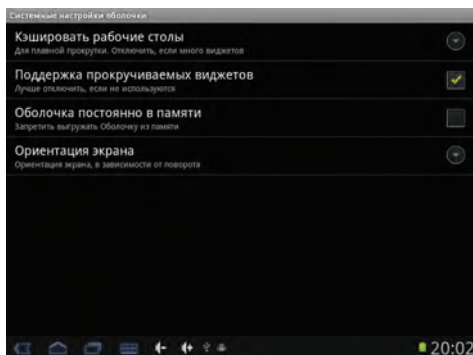 Системные настройки оболочки
Кэшировать рабочие столы
Для плавной прокрутки. Отключить, если много виджетов
Поддержка прокручиваемых виджетов
Лучше отключить, если не используются
Оболочка постоянно в памяти
Запретить выгружать Оболочку из памяти
Ориентация экрана
Ориентация экрана, в зависимости от поворота
20:02